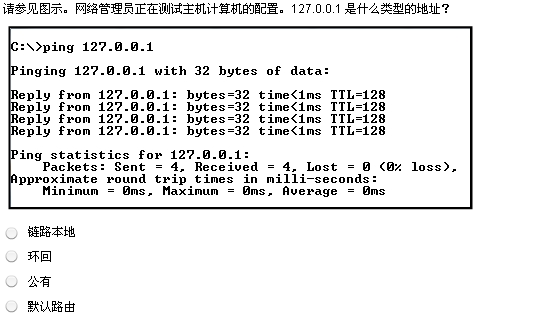 请参见图示。网络管理员正在测试主机计算机的配置。127.0.0.1 是什么类型的地址？
C:\>ping 127.0.0.1
Pinging 127.0.0.1 with 32 bytes of data:
Reply from 127.0.0.1: bytes=32 time<1ms TTL=128
Reply from 127.0.0.1: bytes=32 time<1ms TTL=128
Reply from 127.0.0.1: bytes=32 time<1ms TTL=128
Reply from 127.0.0.1: bytes=32 time<1ms TTL=128
Ping statistics for 127.0.0.1:
Packets: Sent = 4, Received = 4, Lost = 0 (0% loss),
Approximate round trip times in milli-seconds:
Minimum = 0ms, Maximum = 0ms, Average = 0ms
链路本地
环回
公有
默认路由